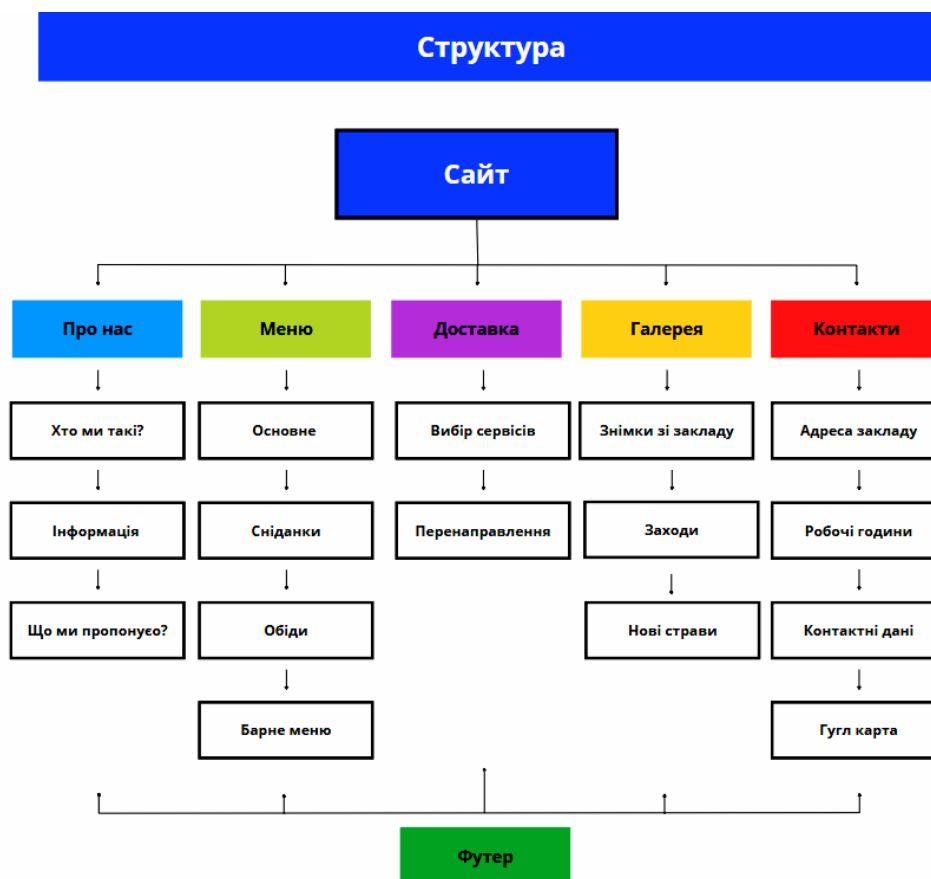 Структура
Сайт
Про нас
Меню
Доставка
Галерея
Контакти
Хто ми такі?
Основне
Вибір сервісів
Знімки зі закладу
Адреса закладу
Інформація
Сніданки
Перенаправлення
Заходи
Робочі години
Що ми пропонуєо?
Обіди
Нові страви
Контактні дані
Барне меню
Гугл карта
Футер